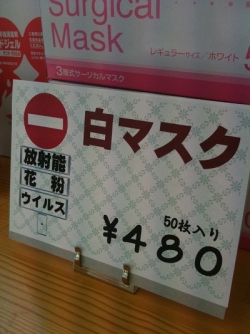 Surgical
Mask
レギュラーサイズ/ホワイト
3層式サージカルマスク
白マスク
放射能
花粉
ウイルス
50枚入り
¥480